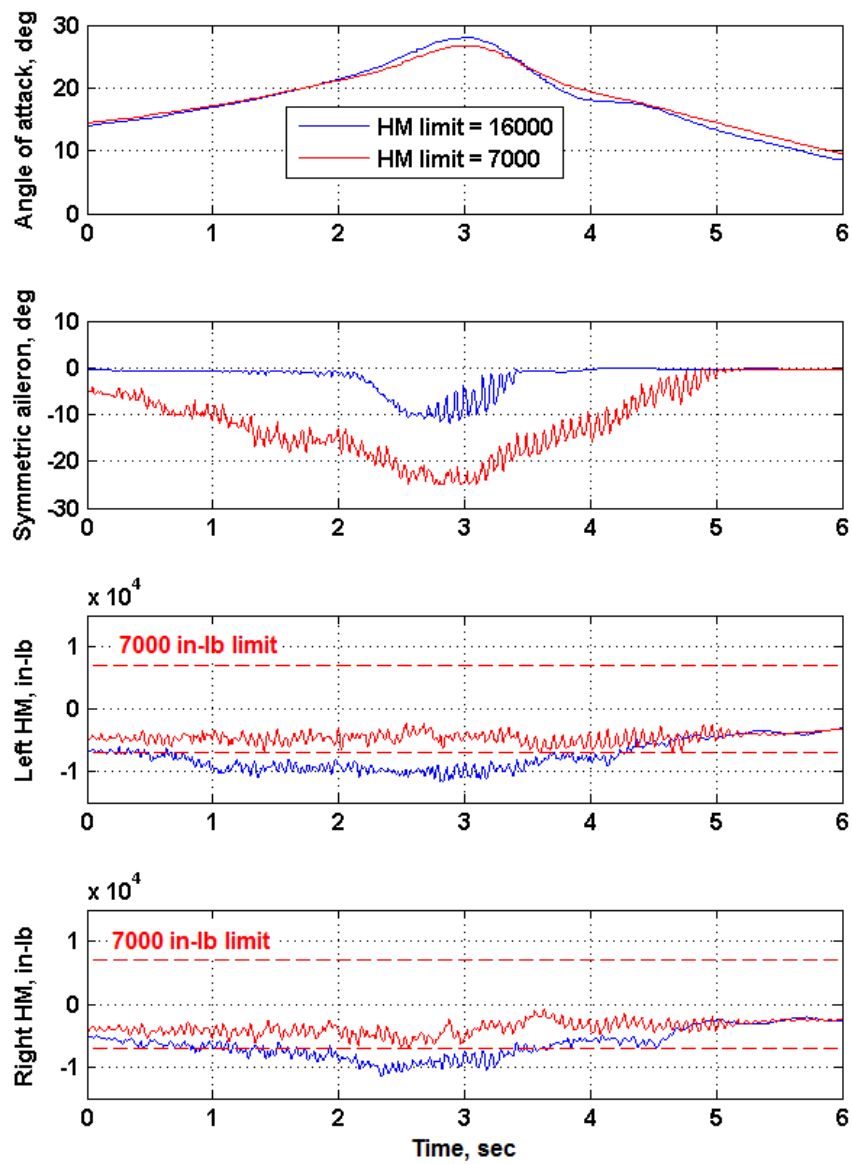 Angle of attack, deg
30
20
10
0
HM limit = 16000
HM limit = 7000
0 1 2 3 4 5 6
Symmetric aileron, deg
10
0
-10
-20
-30
0 1 2 3 4 5 6
x 10^4
Left HM, in-lb
1
0
-1
7000 in-lb limit
0 1 2 3 4 5 6
x 10^4
Right HM, in-lb
1
0
-1
7000 in-lb limit
0 1 2 3 4 5 6
Time, sec